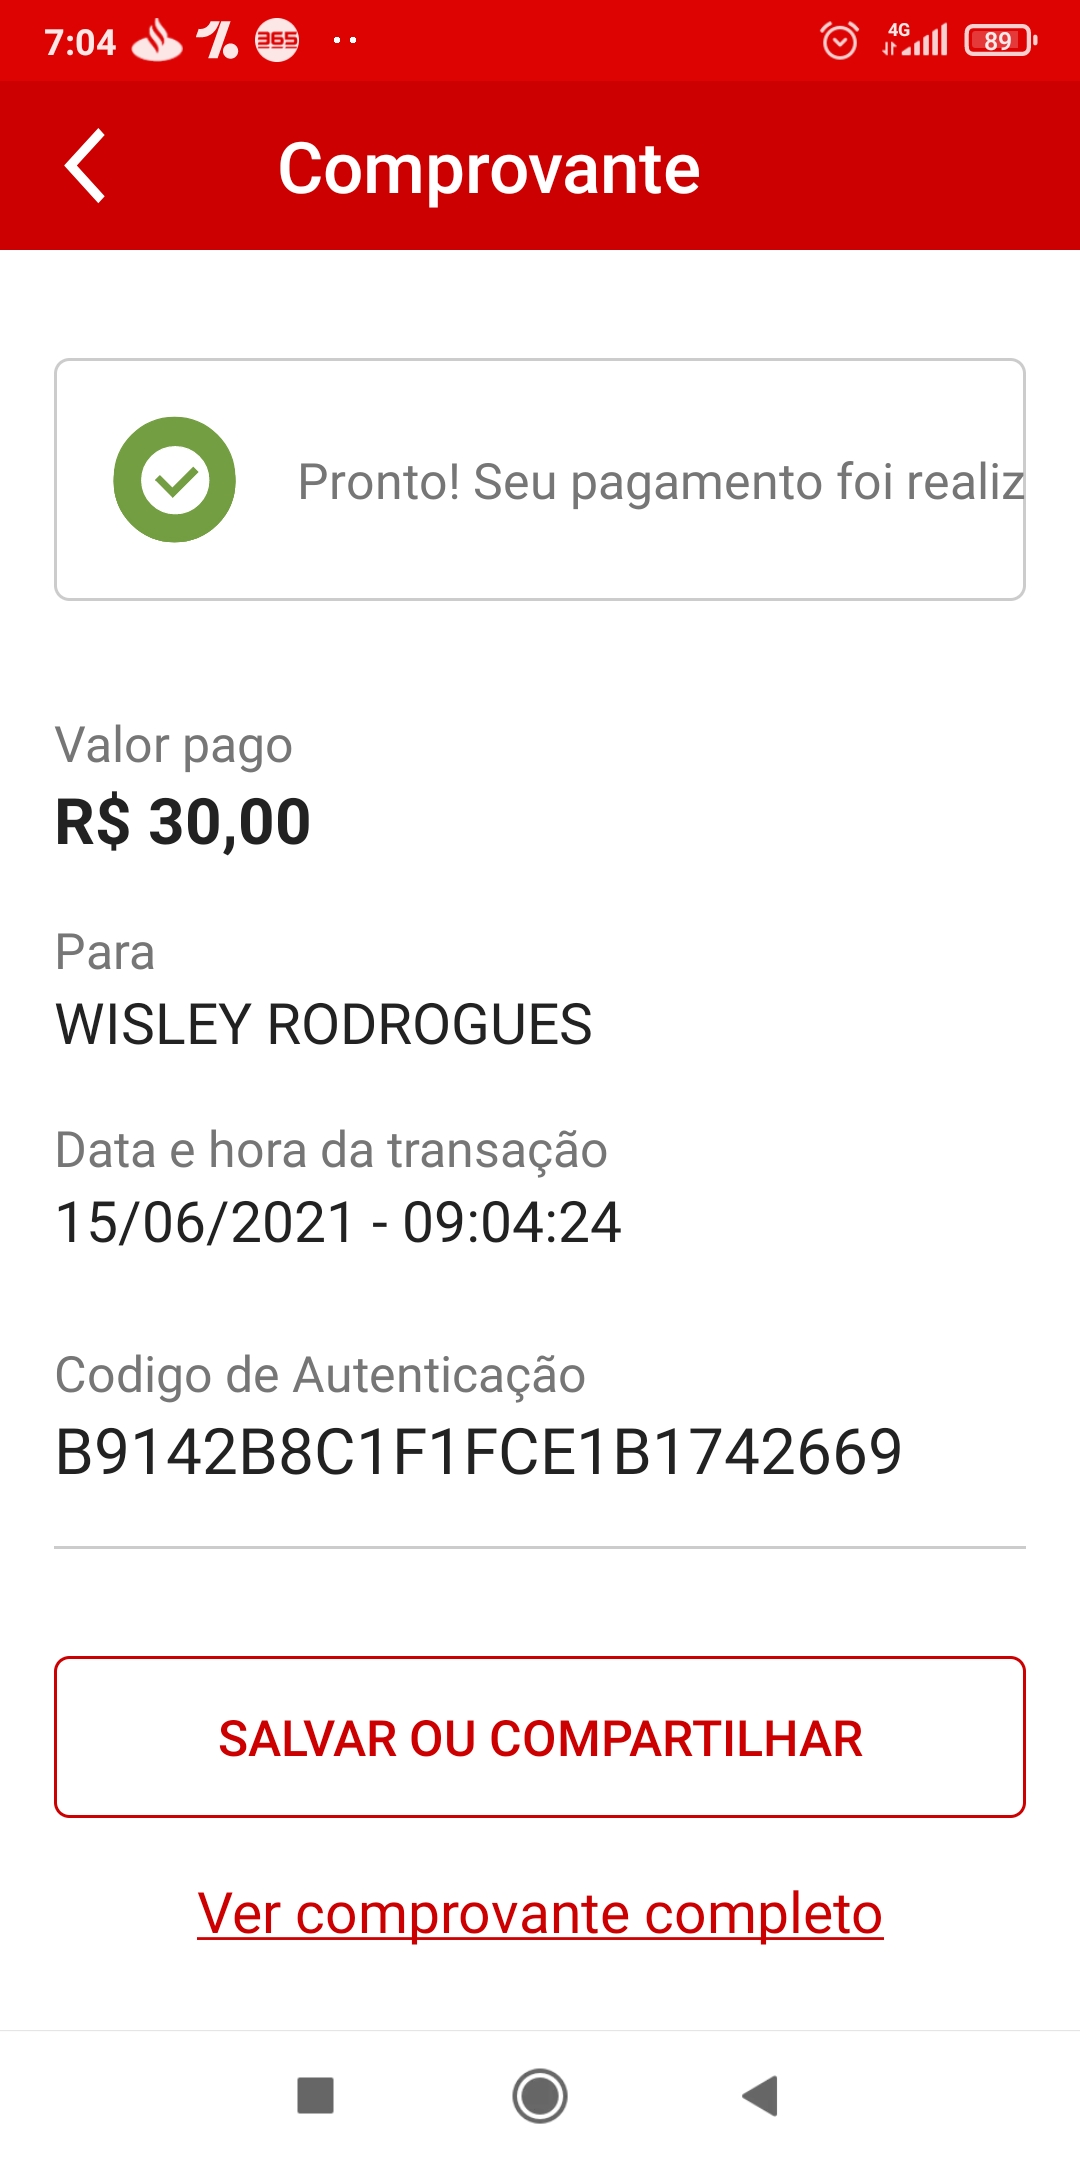 7:04 365 4G 89
Comprovante
Pronto! Seu pagamento foi realiz
Valor pago
R$ 30,00
Para
WISLEY RODROGUES
Data e hora da transação
15/06/2021 - 09:04:24
Codigo de Autenticação
B9142B8C1F1FCE1B1742669
SALVAR OU COMPARTILHAR
Ver comprovante completo